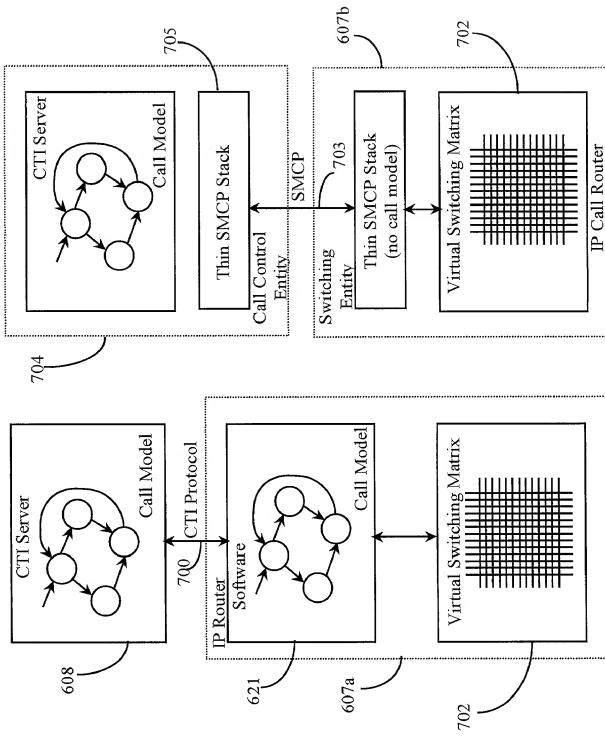 608
CTI Server
Call Model
700
CTI Protocol
IP Router
Software
Call Model
621
607a
Virtual Switching Matrix
702
704
CTI Server
Call Model
705
Thin SMCP Stack
Call Control
Entity
SMCP
703
607b
Switching
Entity
Thin SMCP Stack
(no call model)
702
Virtual Switching Matrix
IP Call Router